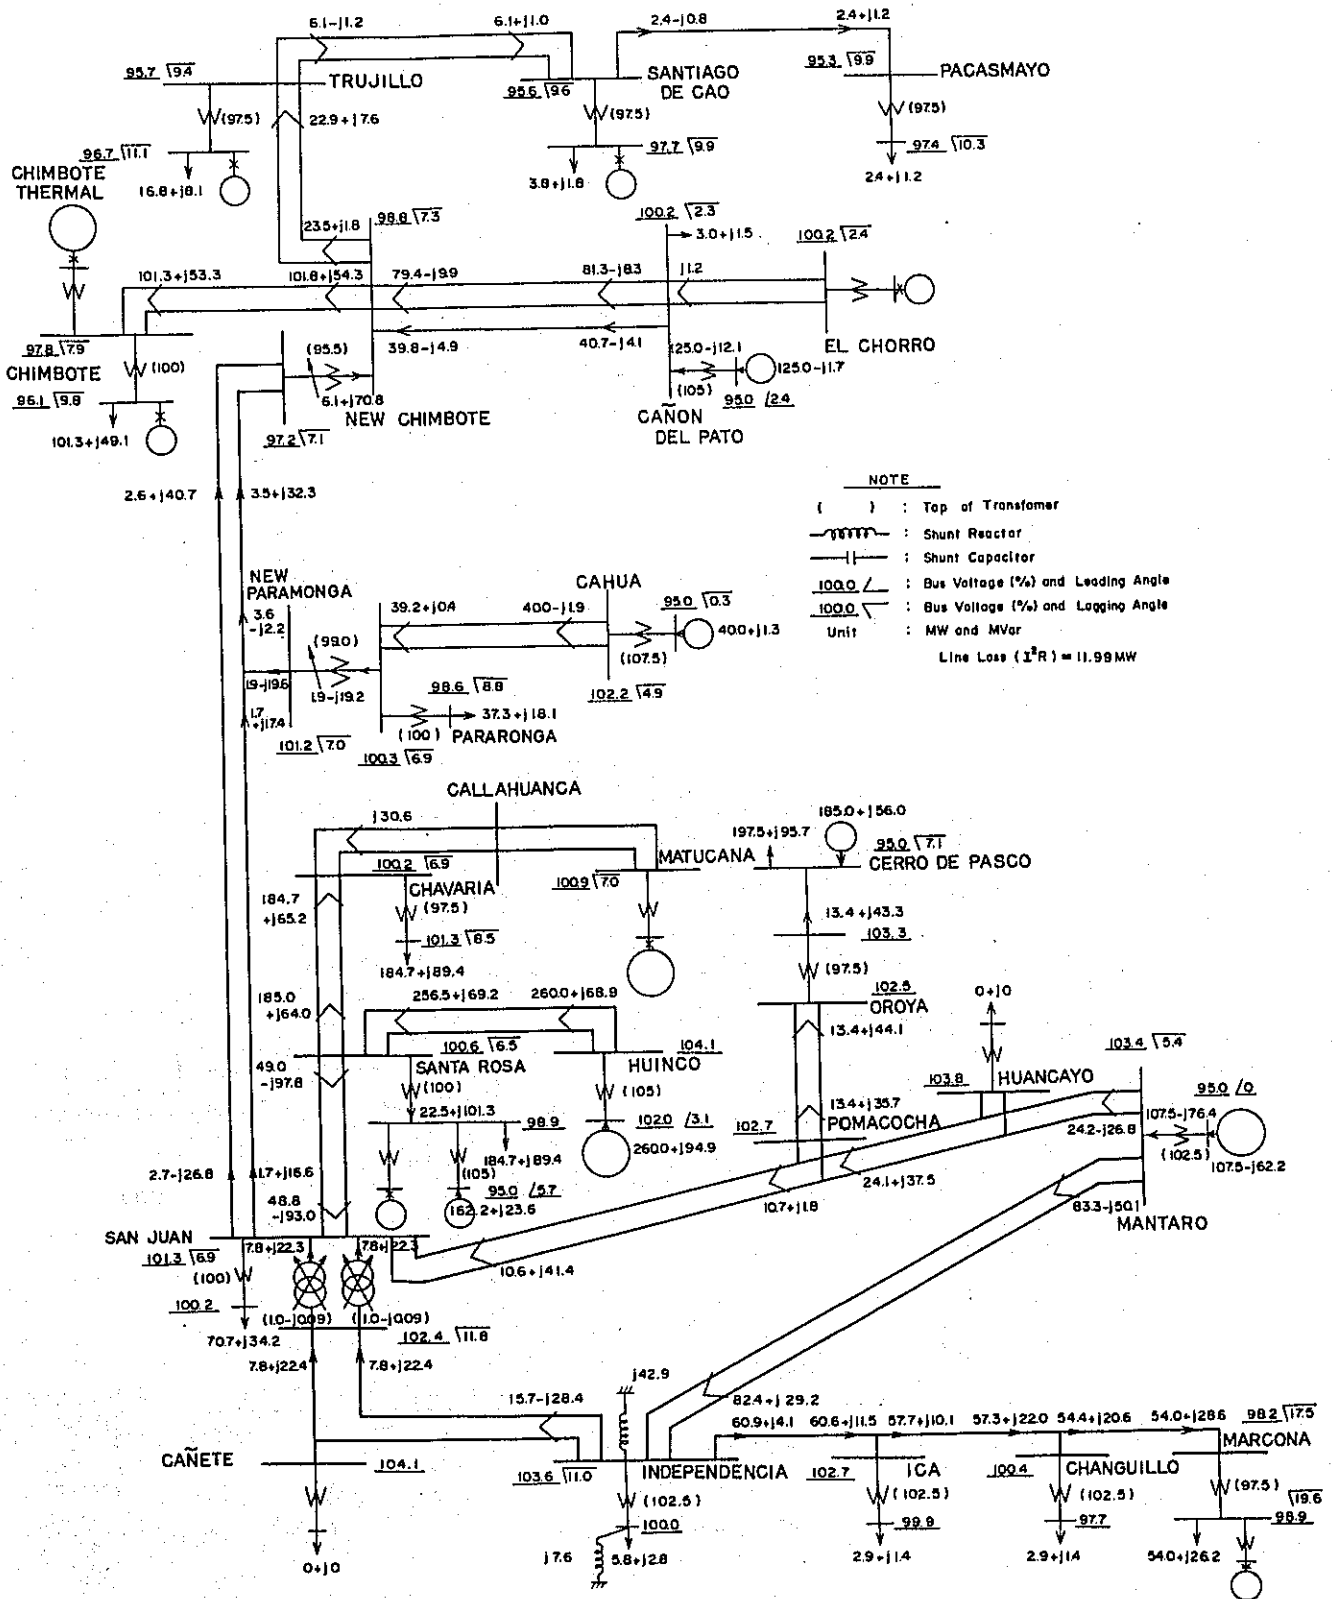 6.1-j1.2
6.1+j1.0
2.4-j0.8
2.4+j1.2
95.7 9.4
TRUJILLO
95.6 9.6
SANTIAGO
DE CAO
95.3 9.9
PACASMAYO
(97.5)
22.9+j7.6
(97.5)
(97.5)
96.7 11.1
97.7 9.9
97.4 10.3
CHIMBOTE
THERMAL
16.8+j8.1
3.8+j1.8
2.4+j1.2
23.5+j1.8
98.8 7.3
100.2 2.3
3.0+j1.5
100.2 2.4
101.3+j53.3
101.8+j54.3
79.4-j9.9
81.3-j8.3
j1.2
97.8 7.9
(100)
(95.5)
39.8-j4.9
40.7-j4.1
125.0-j12.1
125.0-j1.7
EL CHORRO
CHIMBOTE
96.1 9.8
6.1+j70.8
(105)
95.0 2.4
101.3+j49.1
97.2 7.1
NEW CHIMBOTE
CAÑON
DEL PATO
2.6+j40.7
3.5+j32.3
NOTE
( ) : Tap of Transfomer
: Shunt Reactor
: Shunt Capacitor
100.0 : Bus Voltage (%) and Leading Angle
100.0 : Bus Voltage (%) and Lagging Angle
Unit : MW and MVar
Line Loss (I²R) = 11.99MW
NEW
PARAMONGA
CAHUA
3.6
-j2.2
39.2+j0.4
40.0-j1.9
95.0 0.3
40.0+j1.3
(99.0)
(107.5)
1.9-j19.6
1.9-j19.2
98.6 8.8
102.2 4.9
1.7
+j17.4
37.3+j18.1
(100)
PARARONGA
101.2 7.0
100.3 6.9
CALLAHUANCA
j30.6
185.0+j56.0
197.5+j95.7
95.0 7.1
100.2 6.9
MATUCANA
CERRO DE PASCO
CHAVARIA
100.9 7.0
184.7
+j65.2
(97.5)
13.4+j43.3
101.3 8.5
103.3
184.7+j89.4
(97.5)
185.0
+j64.0
256.5+j69.2
260.0+j68.9
102.5
OROYA
0+j0
13.4+j44.1
100.6 6.5
104.1
103.4 5.4
49.0
-j97.8
SANTA ROSA
HUINCO
HUANCAYO
(100)
(105)
103.8
95.0 0
22.5+j101.3
98.9
102.0 3.1
13.4+j35.7
107.5-j76.4
102.7
POMACOCHA
24.2-j26.8
184.7+j89.4
260.0+j94.9
(102.5)
107.5-j62.2
2.7-j26.8
1.7+j16.6
(105)
95.0 5.7
24.1+j37.5
48.8
-j93.0
162.2+j23.6
10.7+j1.8
83.3-j50.1
MANTARO
SAN JUAN
7.8+j22.3
7.8+j22.3
101.3 6.9
(100)
10.6+j41.4
100.2
(1.0-j0.09)
(1.0-j0.09)
70.7+j34.2
102.4 11.8
7.8+j22.4
7.8+j22.4
j42.9
15.7-j28.4
82.4+j29.2
60.9+j4.1
60.6+j11.5
57.7+j10.1
57.3+j22.0
54.4+j20.6
54.0+j28.6
98.2 17.5
MARCONA
CAÑETE
104.1
103.6 11.0
INDEPENDENCIA
102.7
ICA
100.4
CHANGUILLO
(102.5)
(102.5)
(102.5)
(97.5)
19.6
100.0
99.9
97.7
98.9
j7.6
5.8+j2.8
2.9+j1.4
2.9+j1.4
54.0+j26.2
0+j0